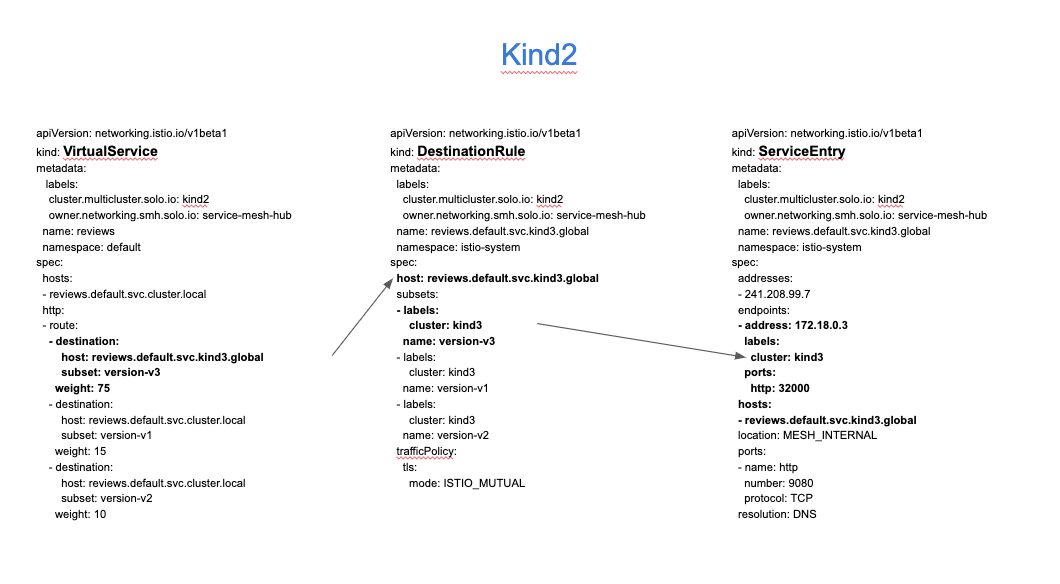 Kind2
apiVersion: networking.istio.io/v1beta1
kind: VirtualService
metadata:
labels:
cluster.multicluster.solo.io: kind2
owner.networking.smh.solo.io: service-mesh-hub
name: reviews
namespace: default
spec:
hosts:
- reviews.default.svc.cluster.local
http:
- route:
- destination:
host: reviews.default.svc.kind3.global
subset: version-v3
weight: 75
- destination:
host: reviews.default.svc.cluster.local
subset: version-v1
weight: 15
- destination:
host: reviews.default.svc.cluster.local
subset: version-v2
weight: 10
apiVersion: networking.istio.io/v1beta1
kind: DestinationRule
metadata:
labels:
cluster.multicluster.solo.io: kind2
owner.networking.smh.solo.io: service-mesh-hub
name: reviews.default.svc.kind3.global
namespace: istio-system
spec:
host: reviews.default.svc.kind3.global
subsets:
- labels:
cluster: kind3
name: version-v3
- labels:
cluster: kind3
name: version-v1
- labels:
cluster: kind3
name: version-v2
trafficPolicy:
tls:
mode: ISTIO_MUTUAL
apiVersion: networking.istio.io/v1beta1
kind: ServiceEntry
metadata:
labels:
cluster.multicluster.solo.io: kind2
owner.networking.smh.solo.io: service-mesh-hub
name: reviews.default.svc.kind3.global
namespace: istio-system
spec:
addresses:
- 241.208.99.7
endpoints:
- address: 172.18.0.3
labels:
cluster: kind3
ports:
http: 32000
hosts:
- reviews.default.svc.kind3.global
location: MESH_INTERNAL
ports:
- name: http
number: 9080
protocol: TCP
resolution: DNS